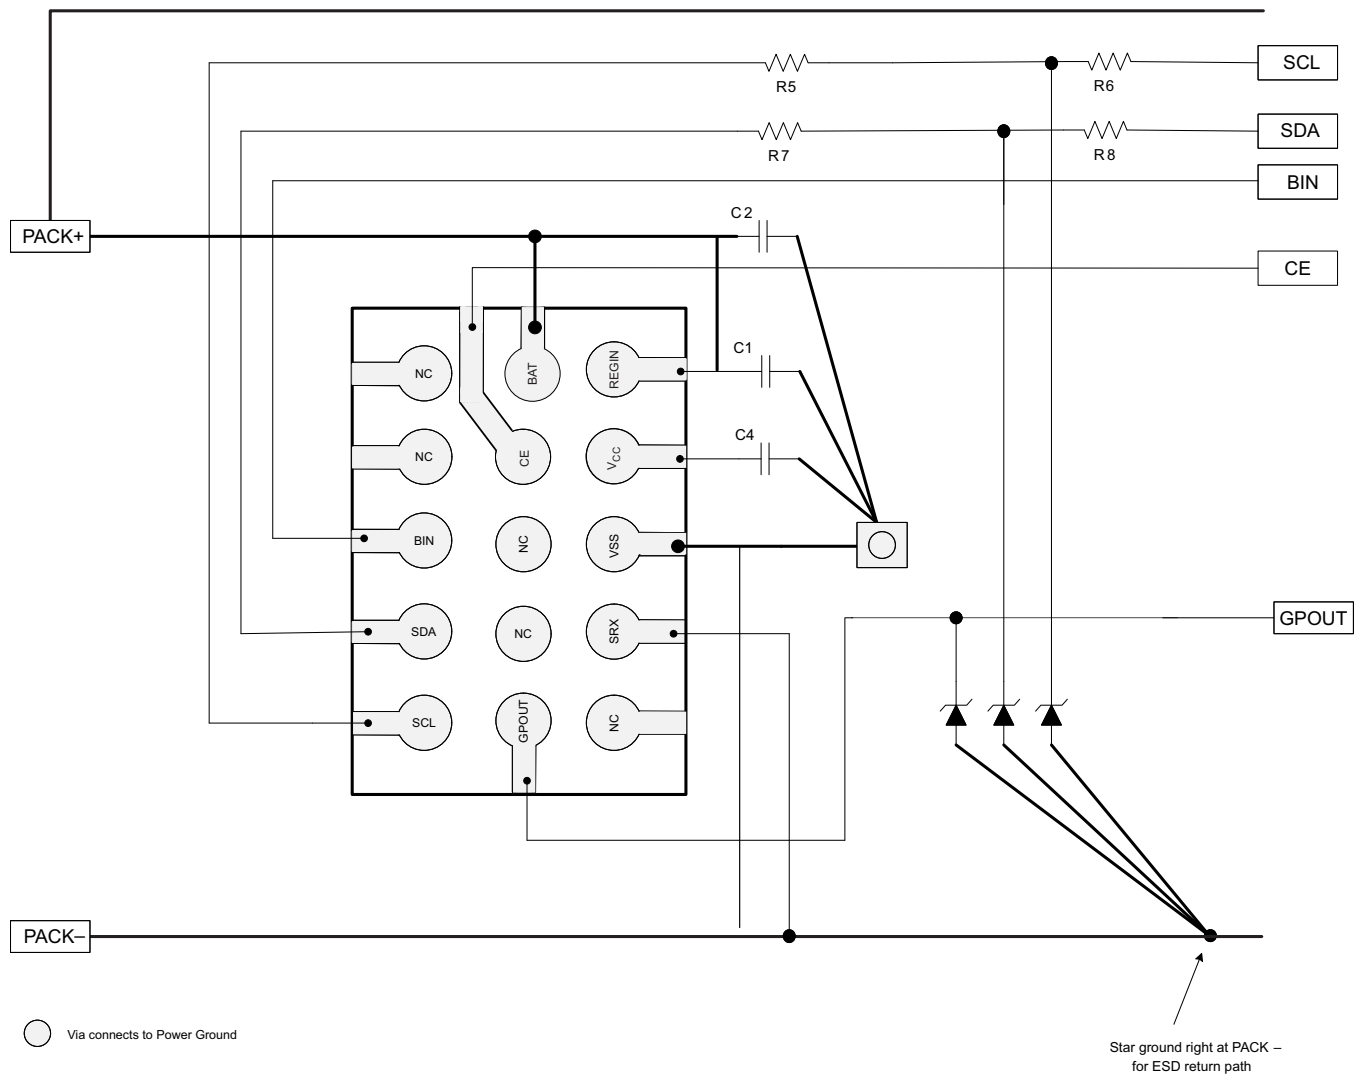 SCL
R5
R6
SDA
R7
R8
BIN
C2
PACK+
CE
C1
NC
BAT
REGIN
C4
NC
CE
VCC
BIN
NC
VSS
GPOUT
SDA
NC
SRX
SCL
GPOUT
NC
PACK–
Via connects to Power Ground
Star ground right at PACK –
for ESD return path